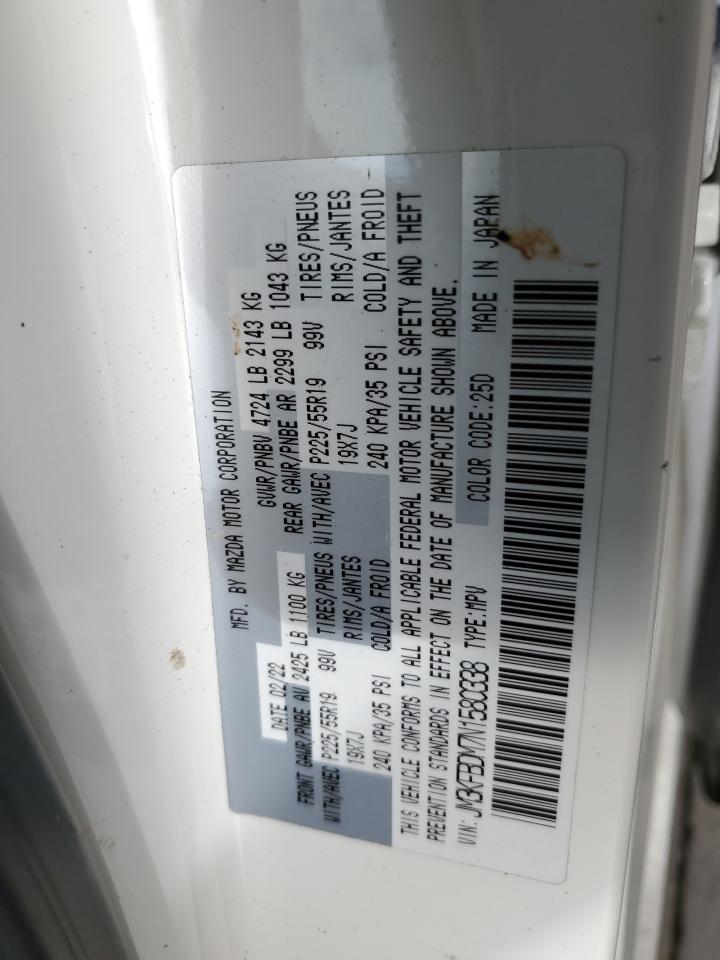 MFD. BY MAZDA MOTOR CORPORATION
DATE 02/22 GVWR/PNBV 4724 LB 2143 KG
FRONT GAWR/PNBE AV 2425 LB 1100 KG REAR GAWR/PNBE AR 2299 LB 1043 KG
WITH/AVEC P225/55R19 99V TIRES/PNEUS WITH/AVEC P225/55R19 99V TIRES/PNEUS
19X7J RIMS/JANTES 19X7J RIMS/JANTES
240 KPA/35 PSI COLD/A FROID 240 KPA/35 PSI COLD/A FROID
THIS VEHICLE CONFORMS TO ALL APPLICABLE FEDERAL MOTOR VEHICLE SAFETY AND THEFT
PREVENTION STANDARDS IN EFFECT ON THE DATE OF MANUFACTURE SHOWN ABOVE.
VIN: JM3KFBDM7N1580338 TYPE:MPV COLOR CODE:25D MADE IN JAPAN